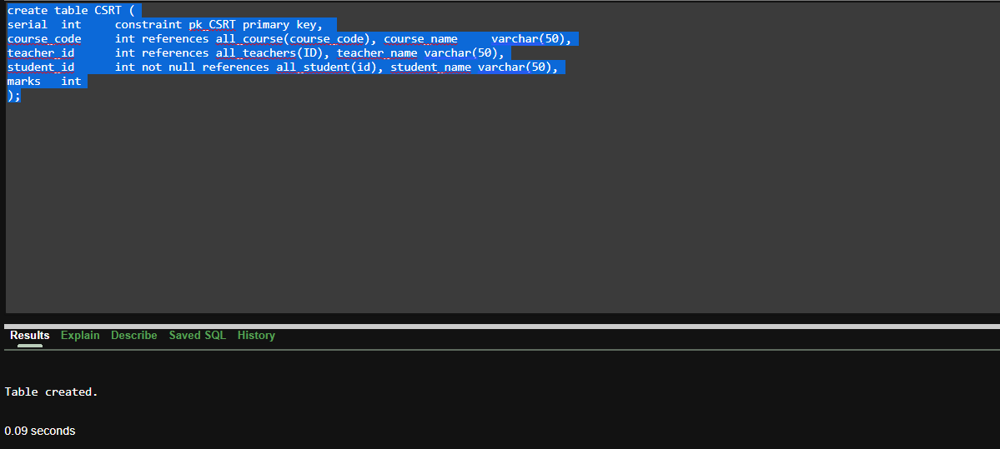 create table CSRT (
serial  int     constraint pk_CSRT primary key,
course_code     int references all_course(course_code), course_name     varchar(50),
teacher_id      int references all_teachers(ID), teacher_name varchar(50),
student_id      int not null references all_student(id), student_name varchar(50),
marks   int
);
Results Explain Describe Saved SQL History
Table created.
0.09 seconds